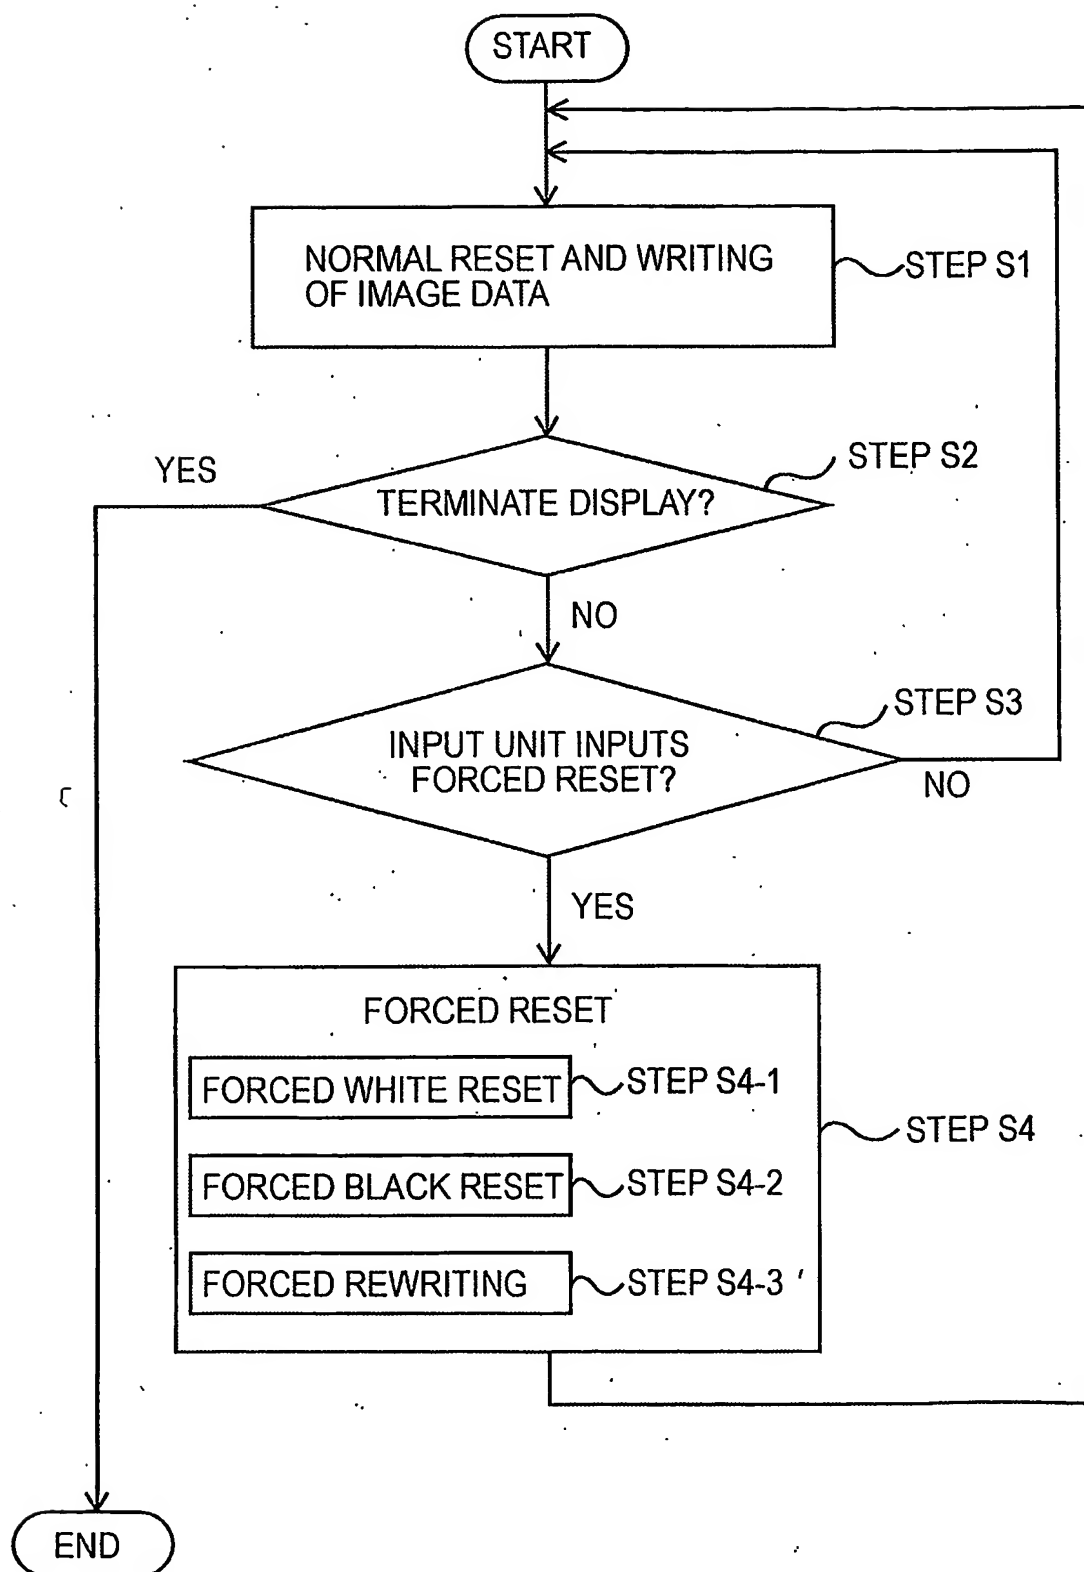 START
NORMAL RESET AND WRITING
OF IMAGE DATA
STEP S1
YES
STEP S2
TERMINATE DISPLAY?
NO
STEP S3
INPUT UNIT INPUTS
FORCED RESET?
NO
YES
FORCED RESET
FORCED WHITE RESET
STEP S4-1
STEP S4
FORCED BLACK RESET
STEP S4-2
FORCED REWRITING
STEP S4-3
END